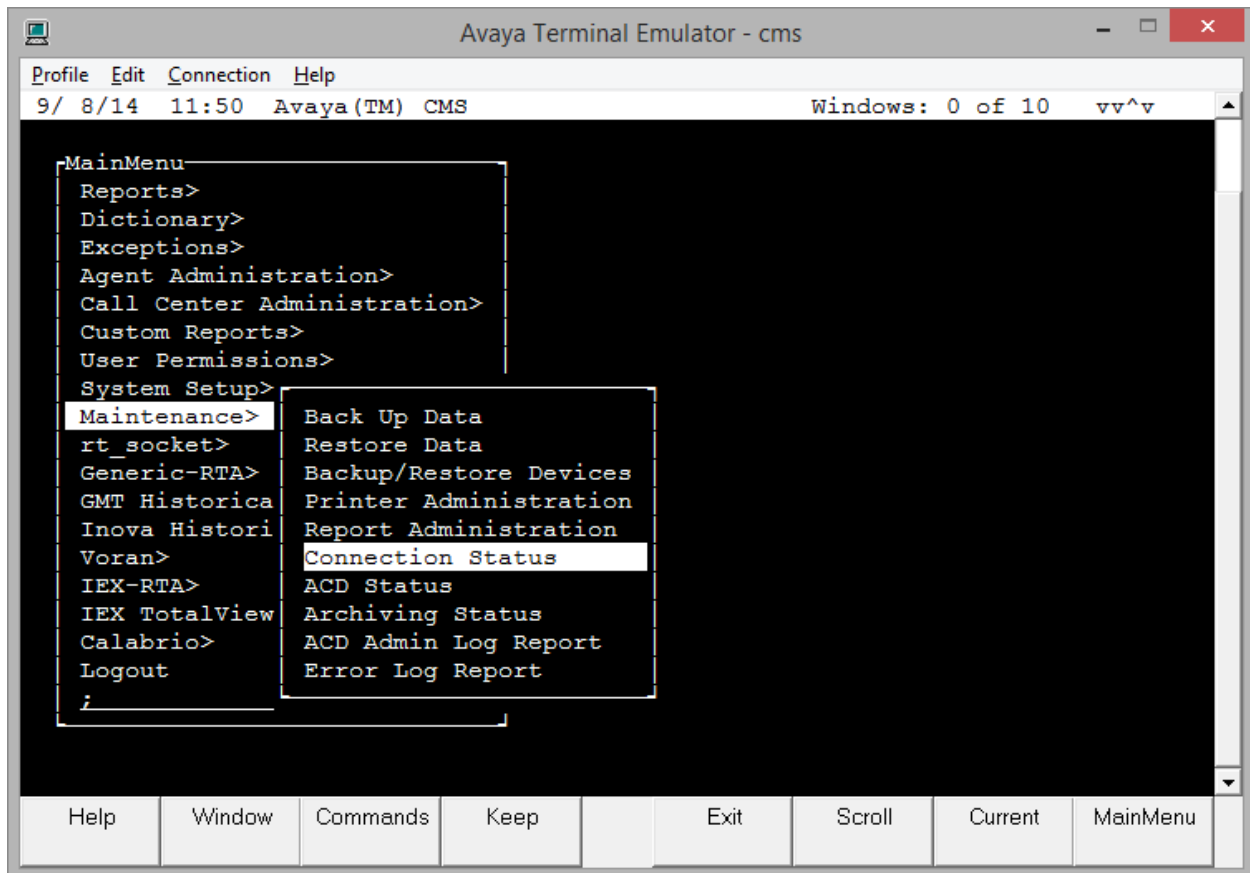 Avaya Terminal Emulator - cms
Profile Edit Connection Help
9/ 8/14 11:50 Avaya(TM) CMS Windows: 0 of 10 vv^v
MainMenu
Reports>
Dictionary>
Exceptions>
Agent Administration>
Call Center Administration>
Custom Reports>
User Permissions>
System Setup>
Maintenance> Back Up Data
rt_socket> Restore Data
Generic-RTA> Backup/Restore Devices
GMT Historica Printer Administration
Inova Histori Report Administration
Voran> Connection Status
IEX-RTA> ACD Status
IEX TotalView Archiving Status
Calabrio> ACD Admin Log Report
Logout Error Log Report
;
Help Window Commands Keep Exit Scroll Current MainMenu